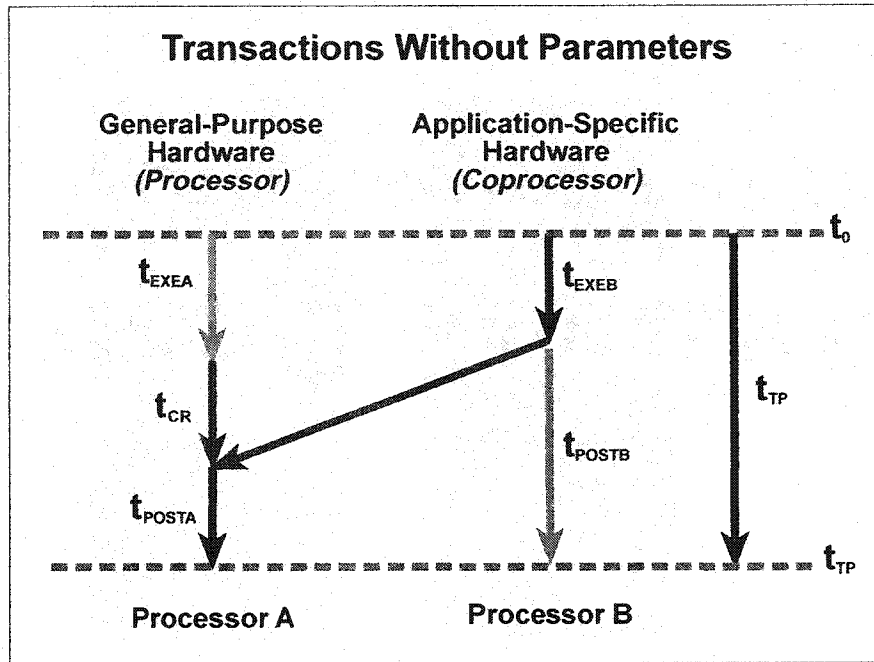 Transactions Without Parameters
General-Purpose
Hardware
(Processor)
Application-Specific
Hardware
(Coprocessor)
t0
tEXEA
tEXEB
tCR
tTP
tPOSTB
tPOSTA
tTP
Processor A
Processor B